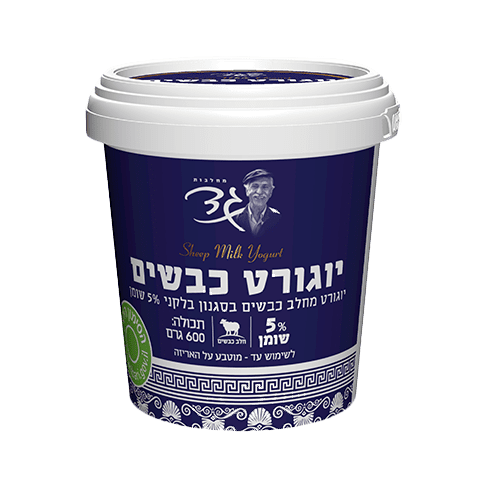 מחלבות
גד
Sheep Milk Yogurt
יוגורט כבשים
יוגורט מחלב כבשים בסגנון בלקני 5% שומן
5%
שומן
חלב כבשים
תכולה:
600 גרם
לשימוש עד - מוטבע על האריזה